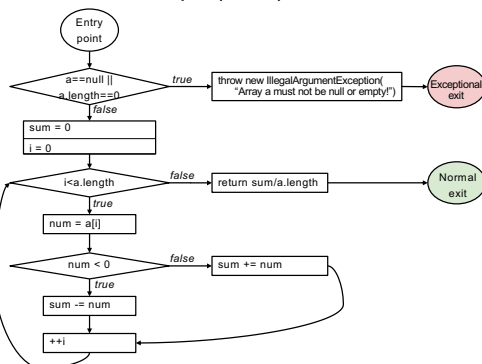 Entry
point
a==null ||
a.length==0
true
throw new IllegalArgumentException(
"Array a must not be null or empty!")
Exceptional
exit
false
sum = 0
i = 0
i<a.length
false
return sum/a.length
Normal
exit
true
num = a[i]
num < 0
false
sum += num
true
sum -= num
++i